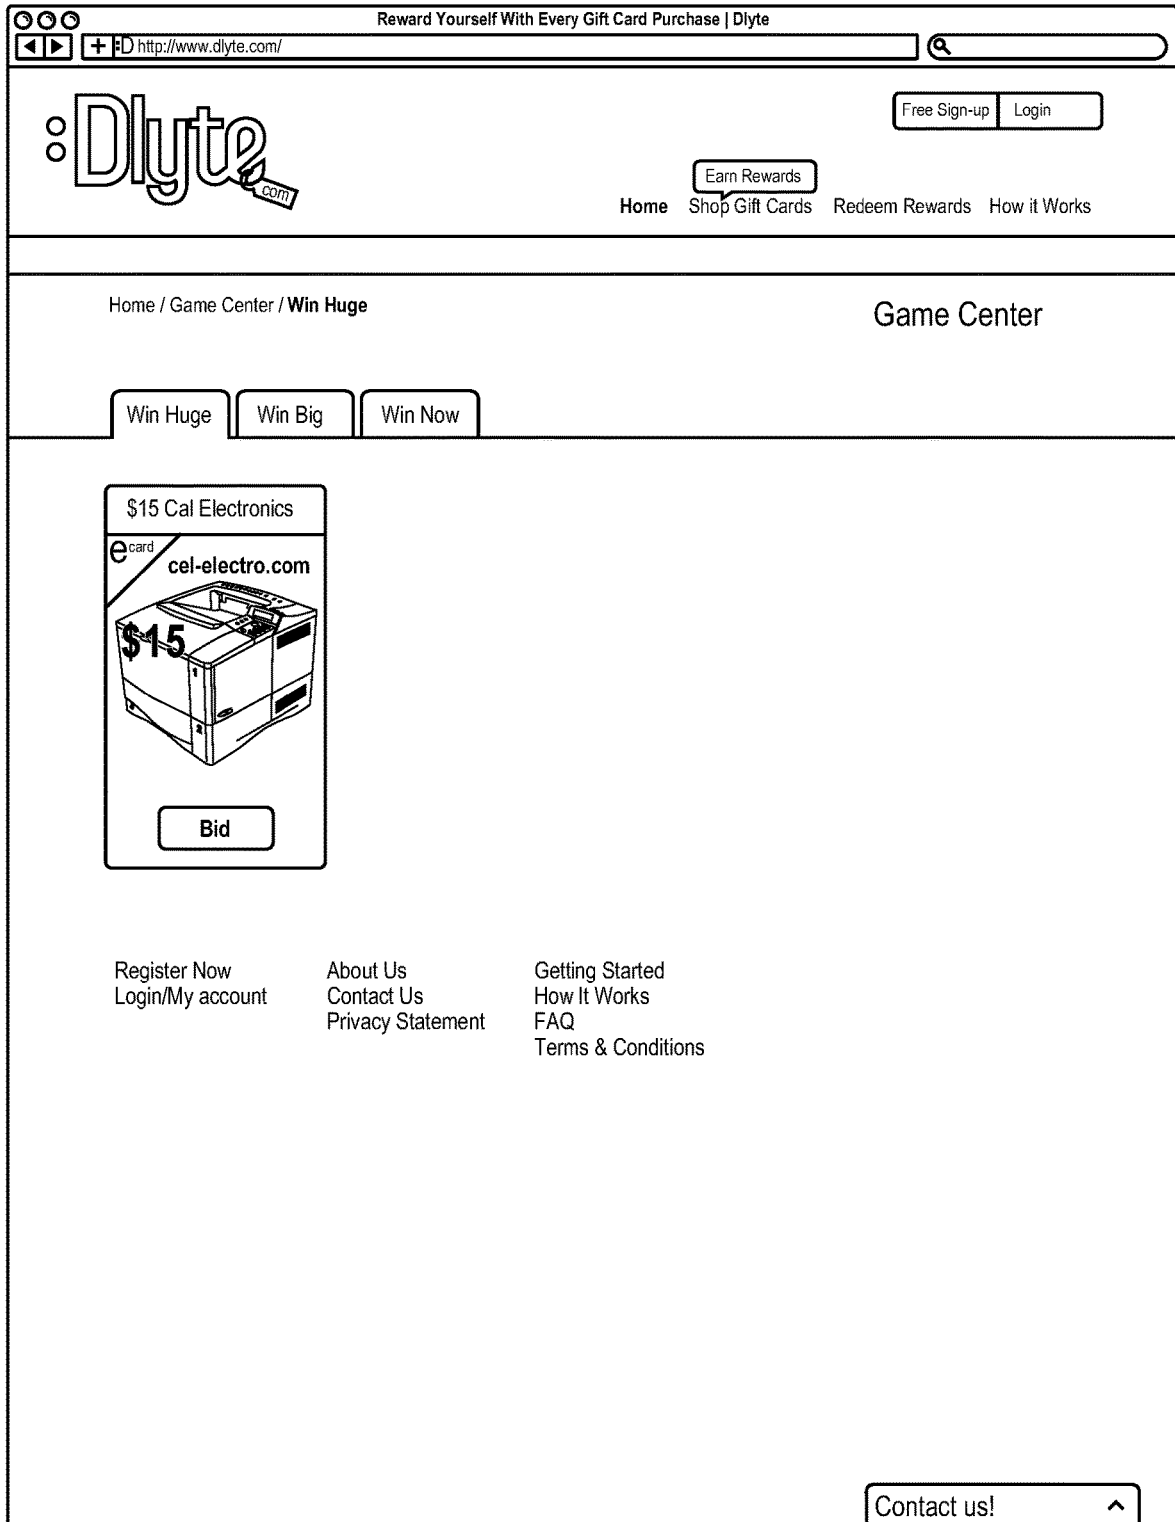 Reward Yourself With Every Gift Card Purchase | Dlyte
:D http://www.dlyte.com/
:Dlyte.com
Free Sign-up Login
Earn Rewards
Home Shop Gift Cards Redeem Rewards How it Works
Home / Game Center / Win Huge
Game Center
Win Huge Win Big Win Now
$15 Cal Electronics
e card
cel-electro.com
$15
1
2
Bid
Register Now
Login/My account
About Us
Contact Us
Privacy Statement
Getting Started
How It Works
FAQ
Terms & Conditions
Contact us!